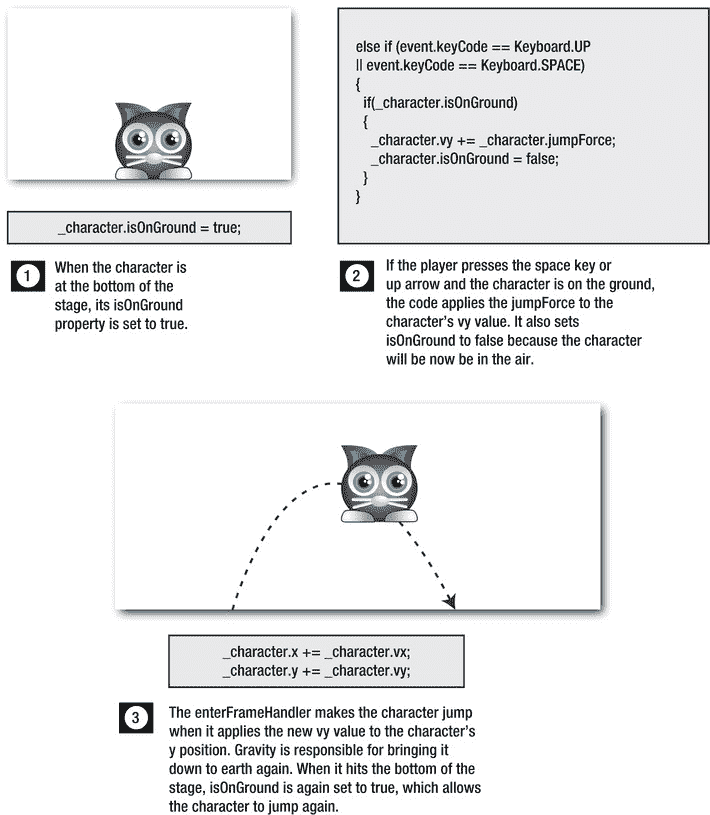 _character.isOnGround = true;
1
When the character is
at the bottom of the
stage, its isOnGround
property is set to true.
else if (event.keyCode == Keyboard.UP
|| event.keyCode == Keyboard.SPACE)
{
if(_character.isOnGround)
{
_character.vy += _character.jumpForce;
_character.isOnGround = false;
}
}
2
If the player presses the space key or
up arrow and the character is on the ground,
the code applies the jumpForce to the
character's vy value. It also sets
isOnGround to false because the character
will be now be in the air.
_character.x += _character.vx;
_character.y += _character.vy;
3
The enterFrameHandler makes the character jump
when it applies the new vy value to the character's
y position. Gravity is responsible for bringing it
down to earth again. When it hits the bottom of the
stage, isOnGround is again set to true, which allows
the character to jump again.